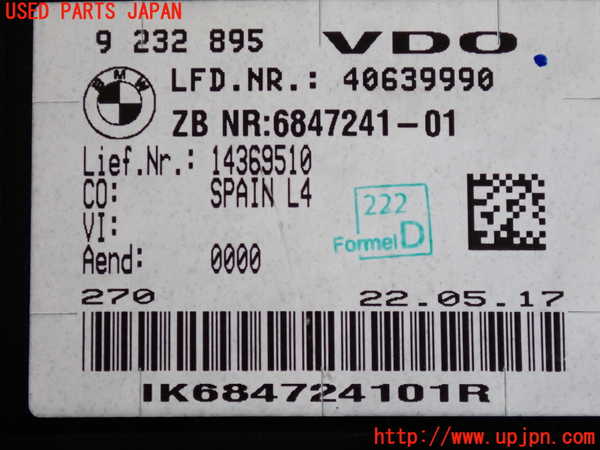 USED PARTS JAPAN
9 232 895 VDO
BMW
LFD.NR.: 40639990
ZB NR:6847241-01
Lief.Nr.: 14369510
CO: SPAIN L4
VI:
Aend: 0000
222
Formel D
270 22.05.17
IK684724101R
http://www.upjpn.com/